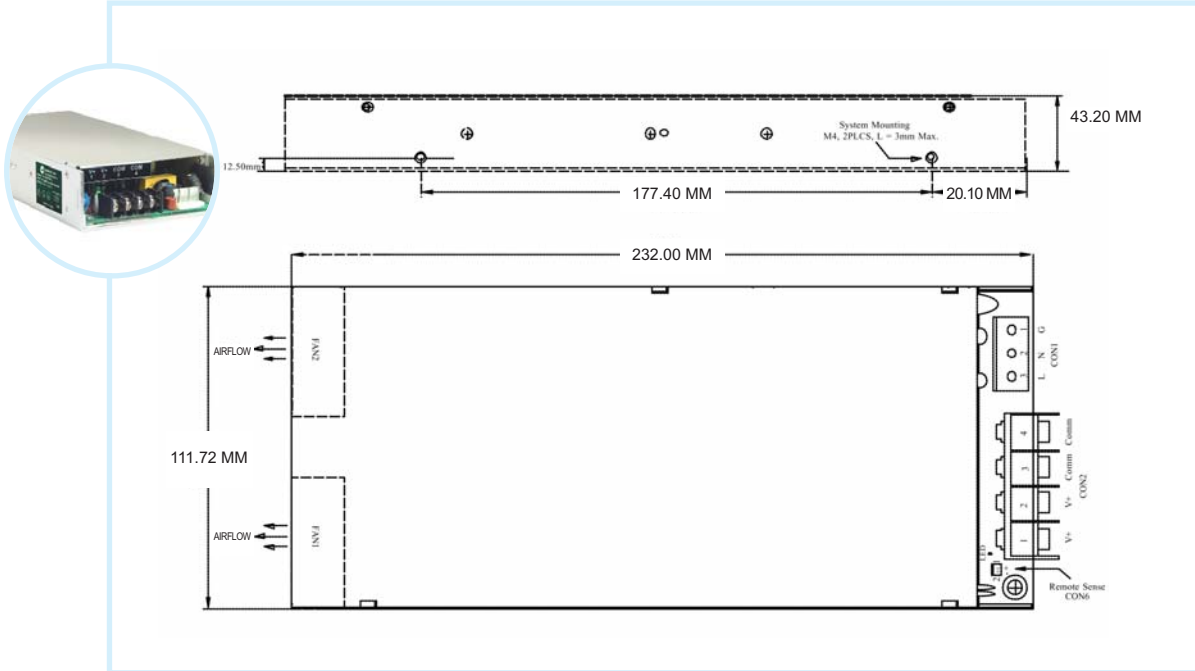 43.20 MM
System Mounting
M4, 2PLCS, L = 3mm Max.
12.50mm
177.40 MM
20.10 MM
232.00 MM
AIRFLOW
FAN2
1 G
2 N
3 L
CON1
111.72 MM
4 Comm
3 Comm
2 V+
1 V+
CON2
AIRFLOW
FAN1
LED
Remote Sense
CON6